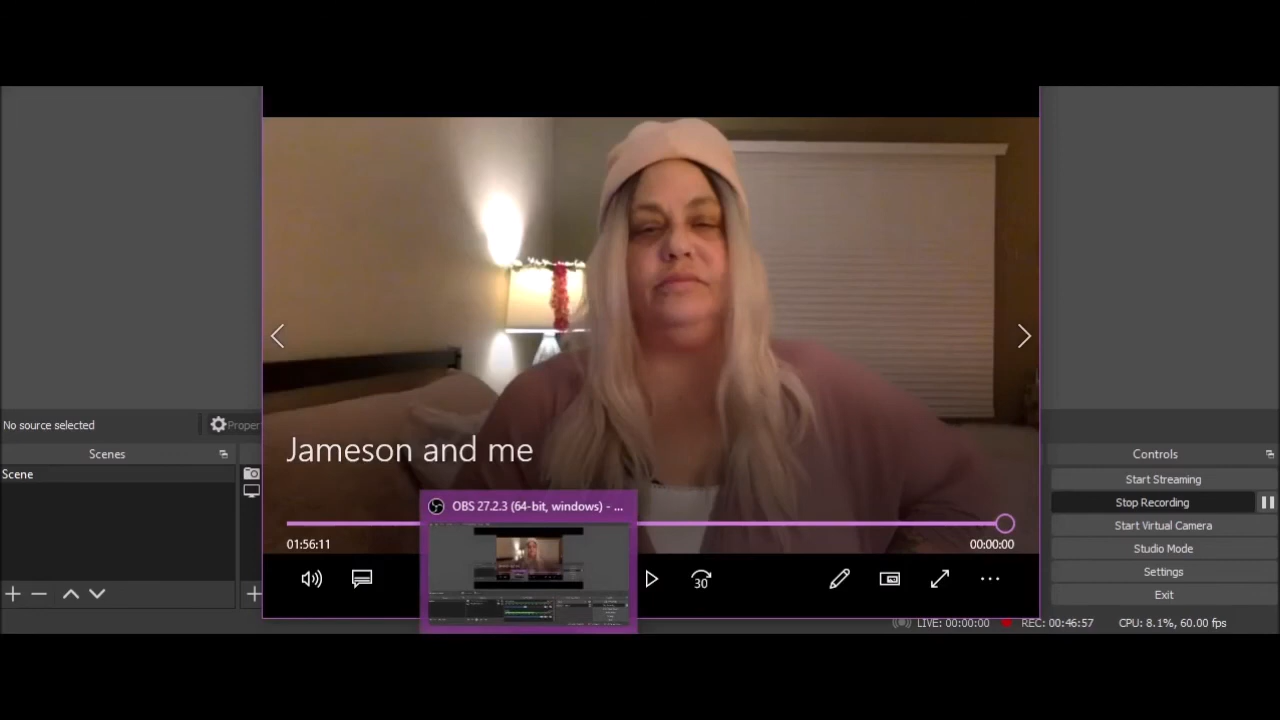 No source selected
Proper
Scenes
Scene
Jameson and me
OBS 27.2.3 (64-bit, windows) - ...
01:56:11
00:00:00
30
Controls
Start Streaming
Stop Recording
Start Virtual Camera
Studio Mode
Settings
Exit
LIVE: 00:00:00
REC: 00:46:57
CPU: 8.1%, 60.00 fps